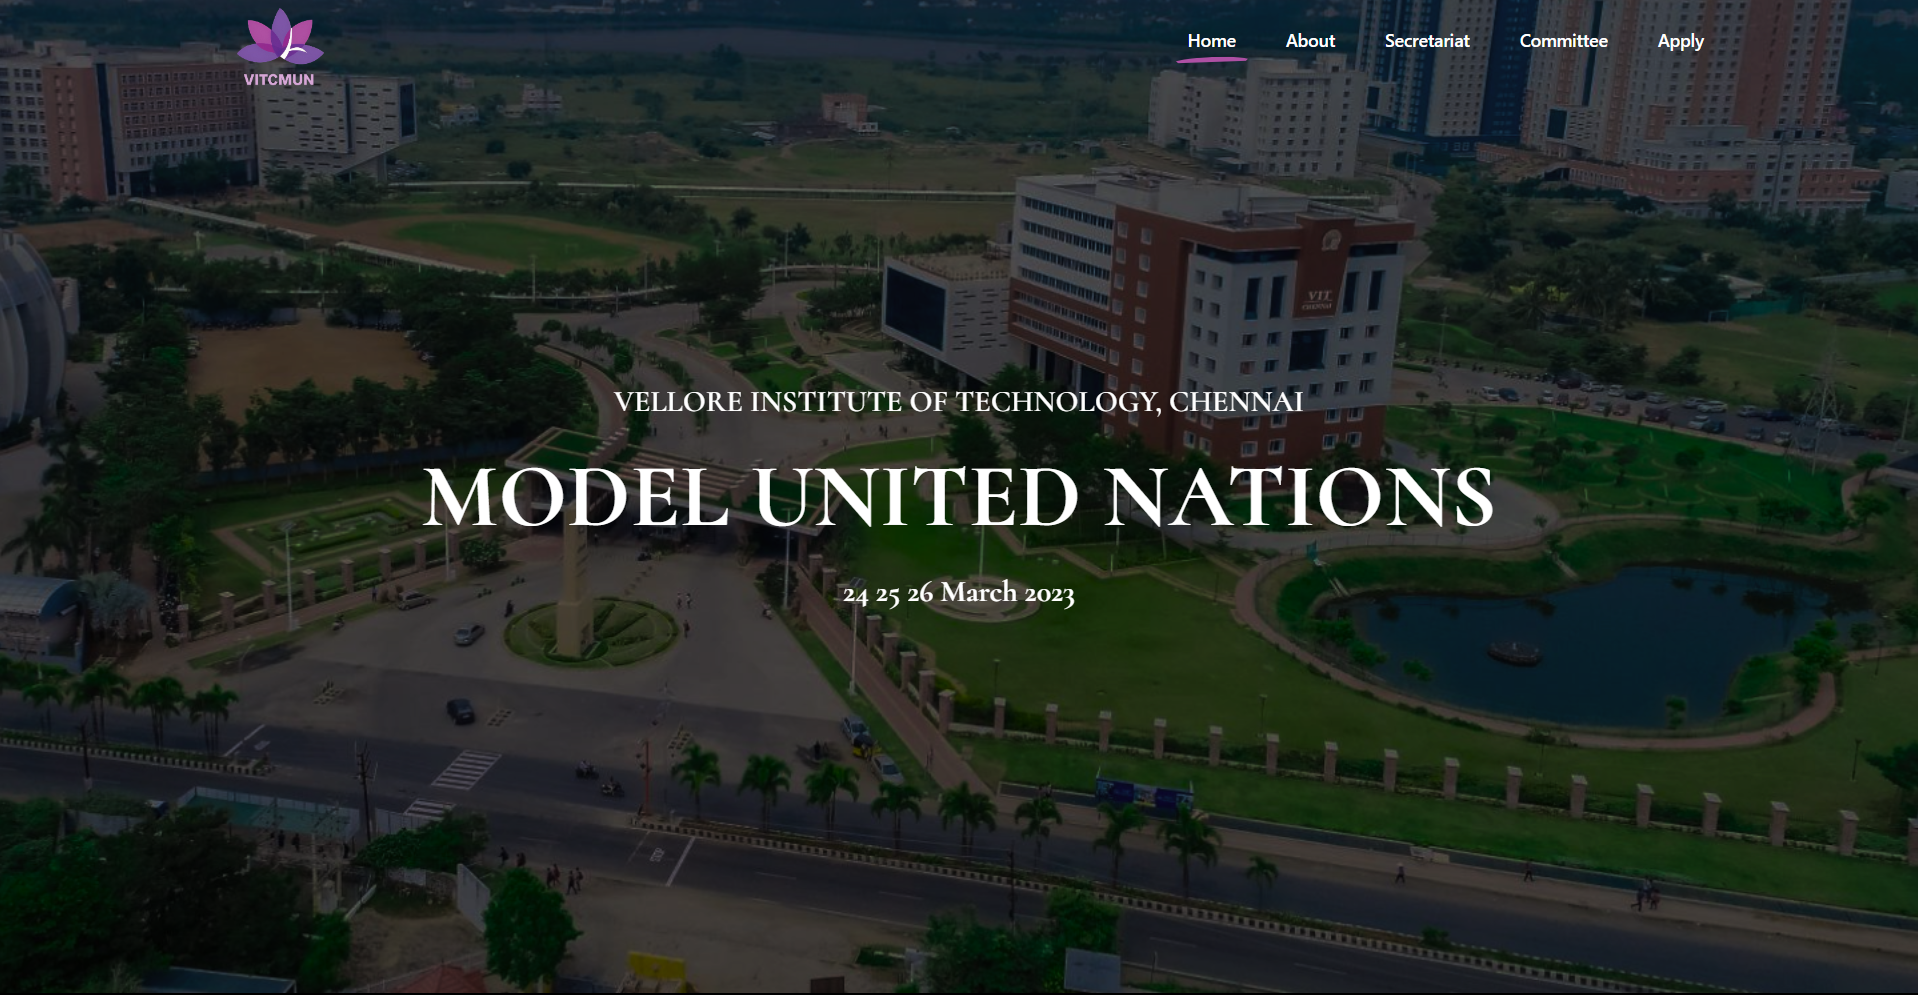 VITCMUN
Home
About
Secretariat
Committee
Apply
VIT
CHENNAI
VELLORE INSTITUTE OF TECHNOLOGY, CHENNAI
MODEL UNITED NATIONS
24 25 26 March 2023